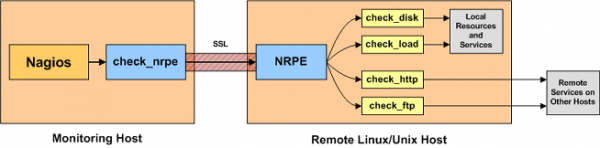 Nagios
check_nrpe
SSL
NRPE
check_disk
check_load
check_http
check_ftp
Local
Resources
and
Services
Remote
Services on
Other Hosts
Monitoring Host
Remote Linux/Unix Host